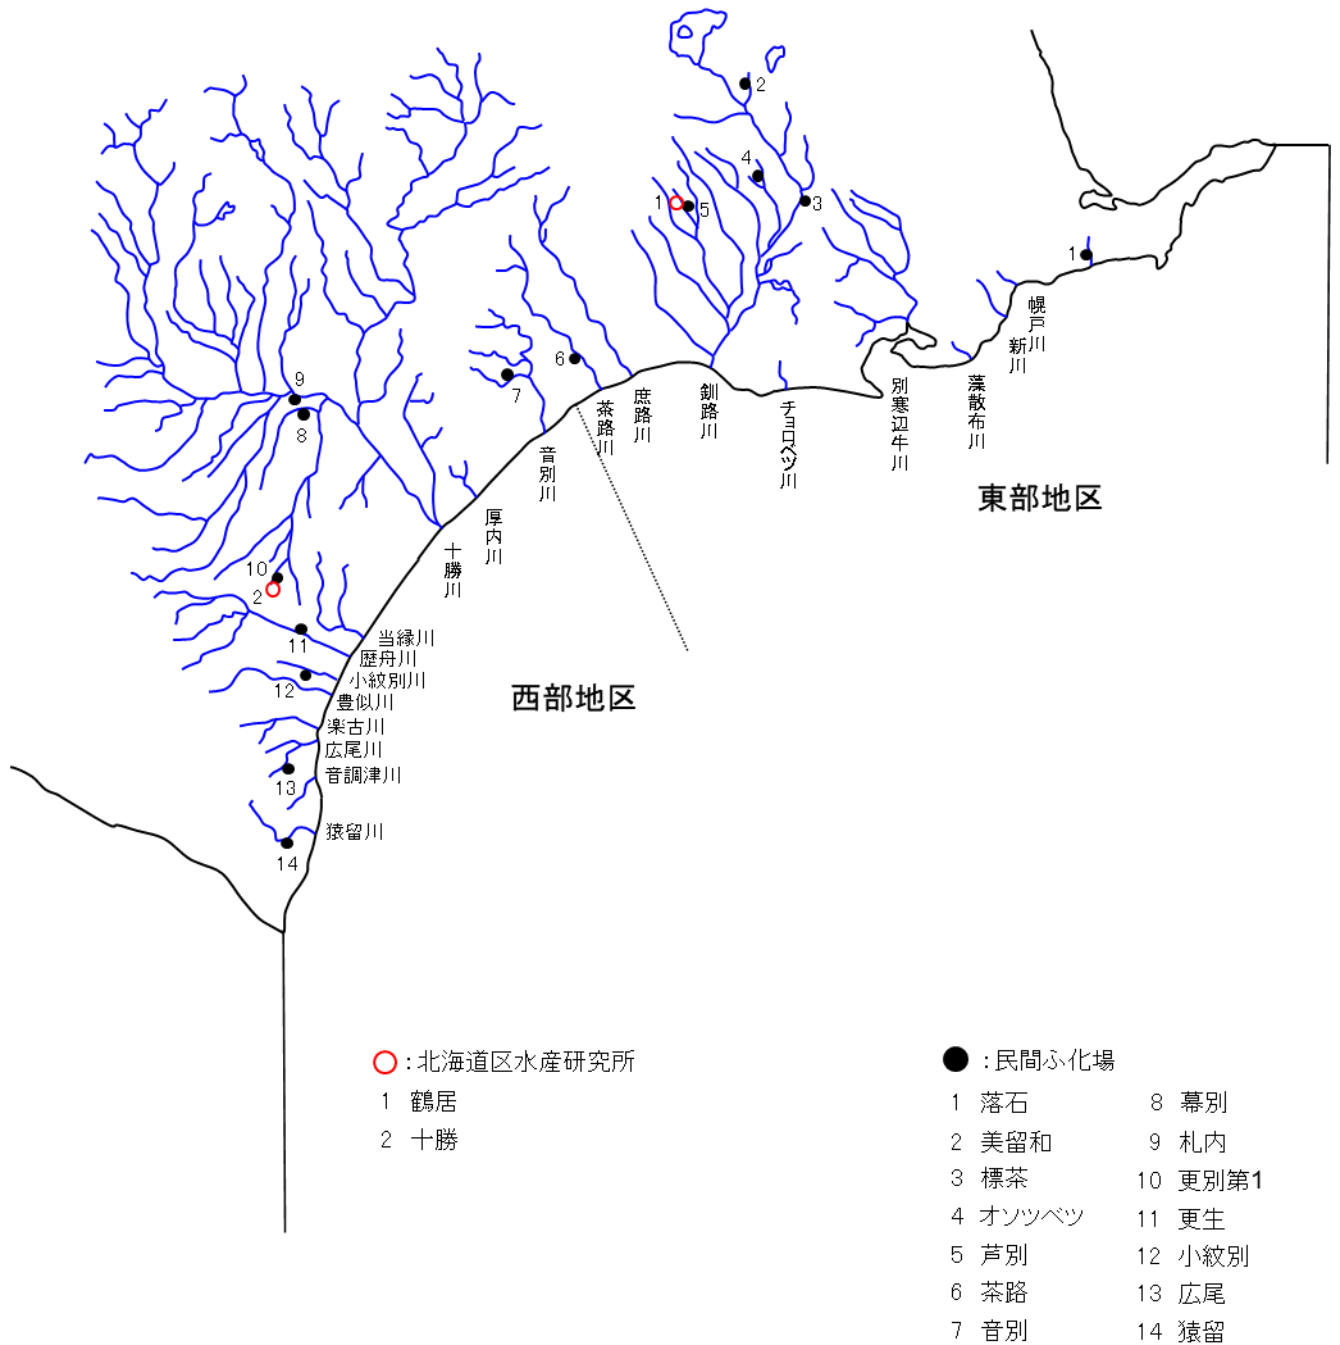 2
4
1
5
3
1
幌戸川
新川
藻散布川
別寒辺牛川
チョロベツ川
釧路川
庶路川
茶路川
音別川
厚内川
十勝川
6
7
9
8
東部地区
10
2
11
当縁川
歴舟川
小紋別川
12
豊似川
西部地区
楽古川
広尾川
音調津川
13
猿留川
14
:北海道区水産研究所
1 鶴居
2 十勝
:民間ふ化場
1 落石 8 幕別
2 美留和 9 札内
3 標茶 10 更別第1
4 オソツベツ 11 更生
5 芦別 12 小紋別
6 茶路 13 広尾
7 音別 14 猿留